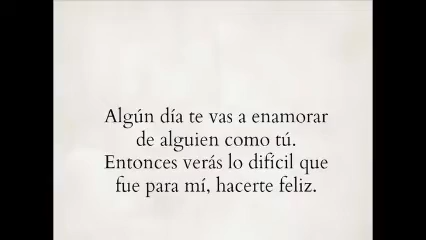 Algún día te vas a enamorar
de alguien como tú.
Entonces verás lo difícil que
fue para mí, hacerte feliz.